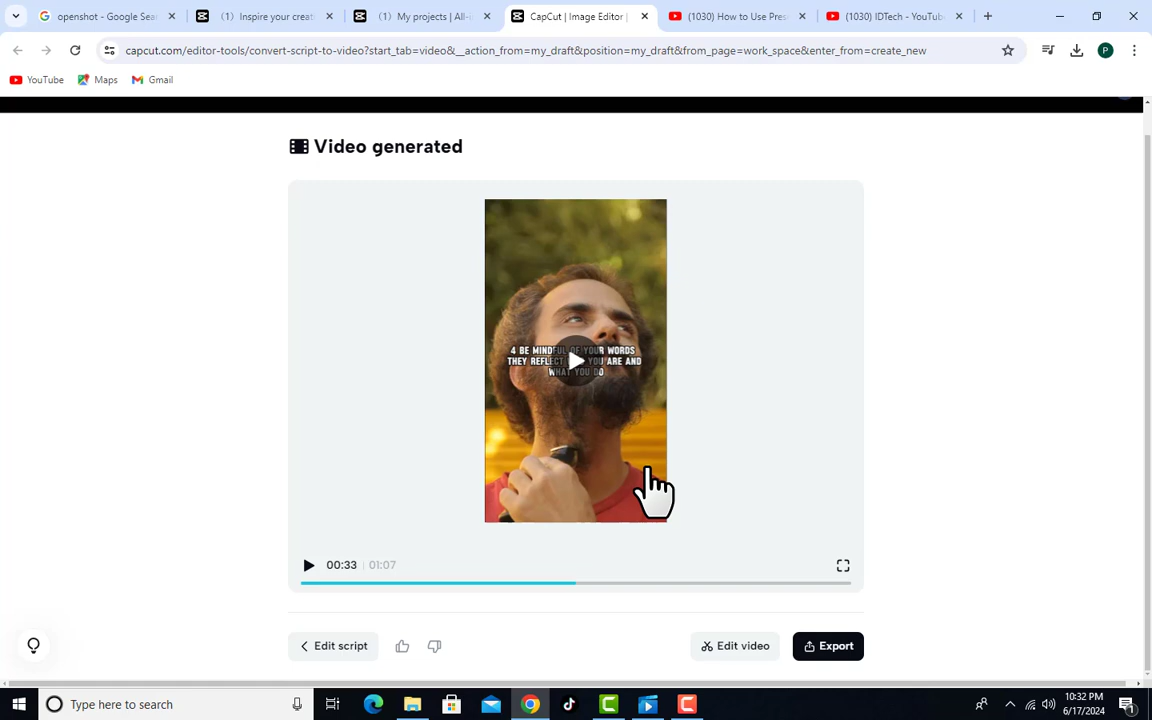 openshot - Google Sea
(1) Inspire your creat
(1) My projects | All-i
CapCut | Image Editor |
(1030) How to Use Pres
(1030) IDTech - YouTube
capcut.com/editor-tools/convert-script-to-video?start_tab=video&__action_from=my_draft&position=my_draft&from_page=work_space&enter_from=create_new
P
YouTube
Maps
Gmail
Video generated
4 BE MINDFUL OF YOUR WORDS
THEY REFLECT WHO YOU ARE AND
WHAT YOU DO
00:33 | 01:07
Edit script
Edit video
Export
Type here to search
10:32 PM
6/17/2024
1